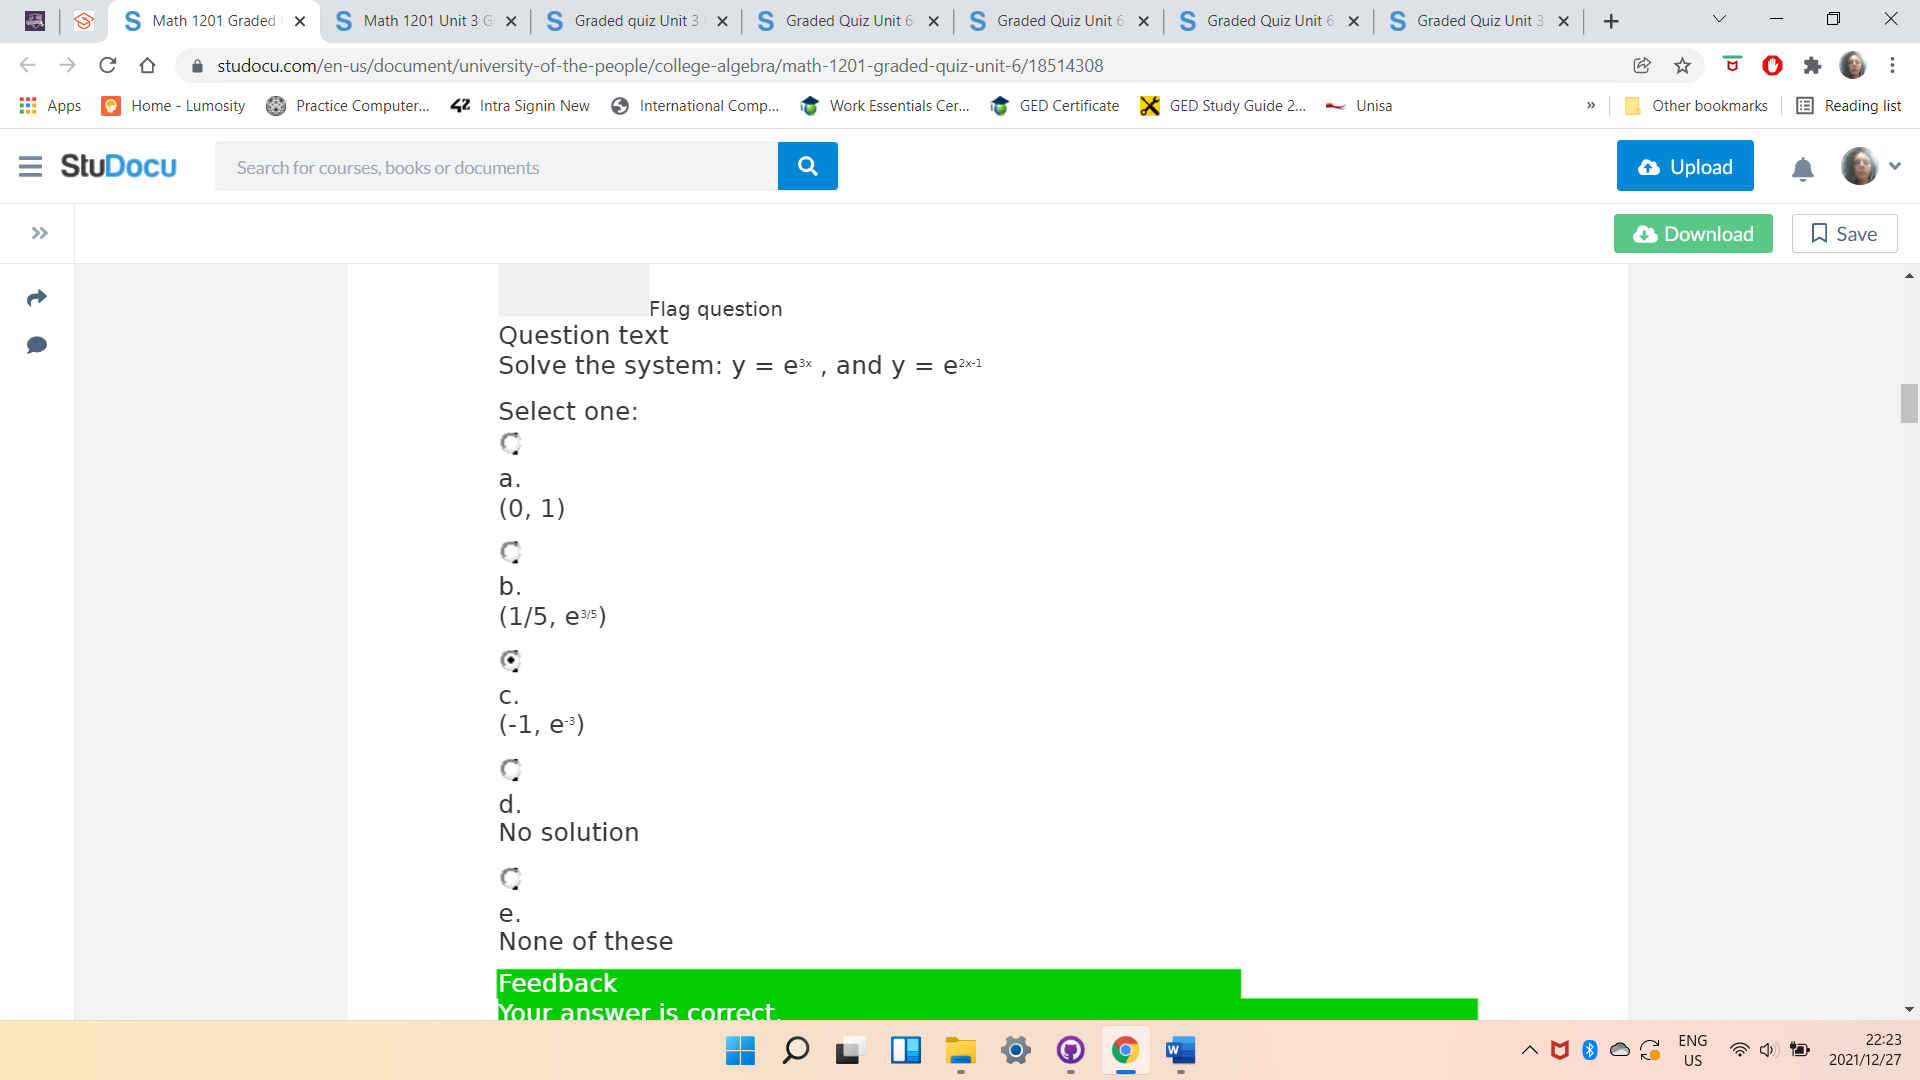 Math 1201 Graded
Math 1201 Unit 3 G
Graded quiz Unit 3
Graded Quiz Unit 6
Graded Quiz Unit 6
Graded Quiz Unit 6
Graded Quiz Unit 3
studocu.com/en-us/document/university-of-the-people/college-algebra/math-1201-graded-quiz-unit-6/18514308
Apps
Home - Lumosity
Practice Computer...
Intra Signin New
International Comp...
Work Essentials Cer...
GED Certificate
GED Study Guide 2...
Unisa
»
Other bookmarks
Reading list
StuDocu
Search for courses, books or documents
Upload
Download
Save
Flag question
Question text
Solve the system: y = e3x , and y = e2x-1
Select one:
a.
(0, 1)
b.
(1/5, e3/5)
c.
(-1, e-3)
d.
No solution
e.
None of these
Feedback
Your answer is correct.
ENG
US
22:23
2021/12/27